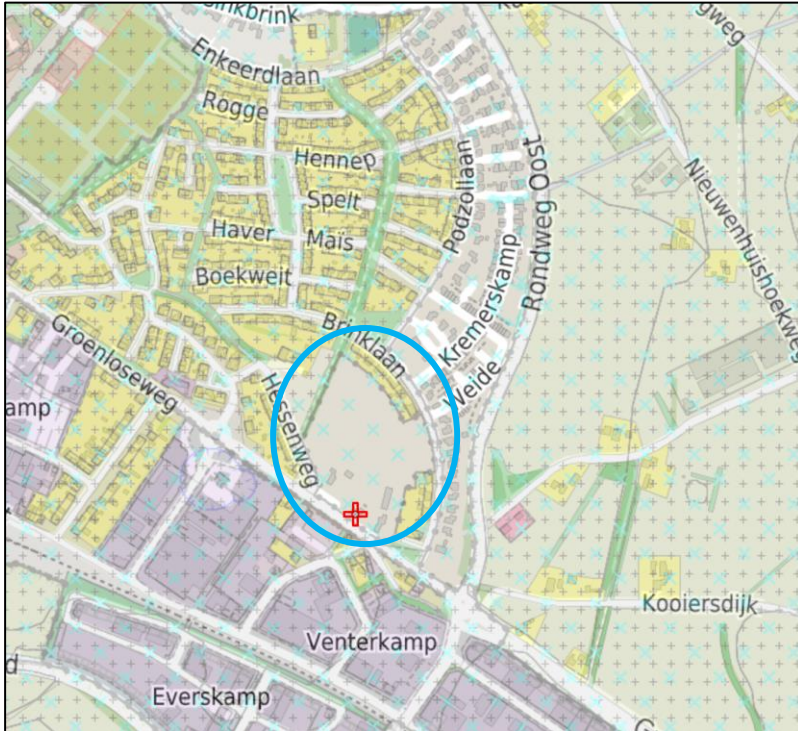 Enkeerdlaan
Rogge
Hennep
Spelt
Haver
Maïs
Boekweit
Podzollaan
Rondweg Oost
Kremerskamp
Weide
Nieuwenhuishoekweg
Brinklaan
Groenloseweg
Hessenweg
amp
Kooiersdijk
Venterkamp
Everskamp
d
G